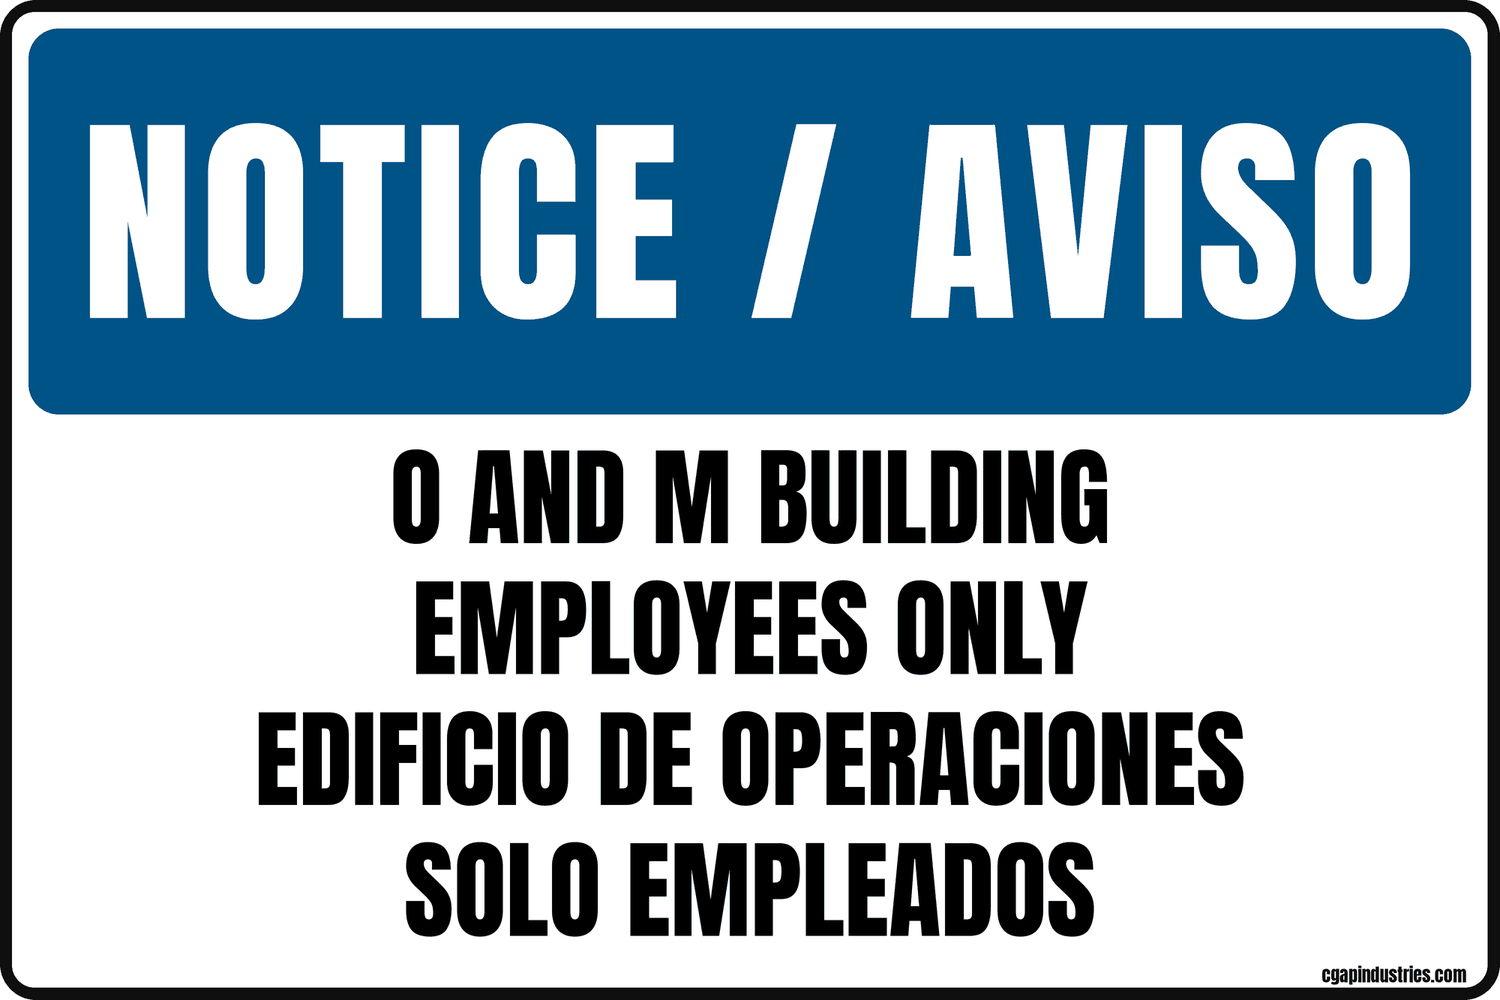 NOTICE / AVISO
O AND M BUILDING
EMPLOYEES ONLY
EDIFICIO DE OPERACIONES
SOLO EMPLEADOS
cgapindustries.com